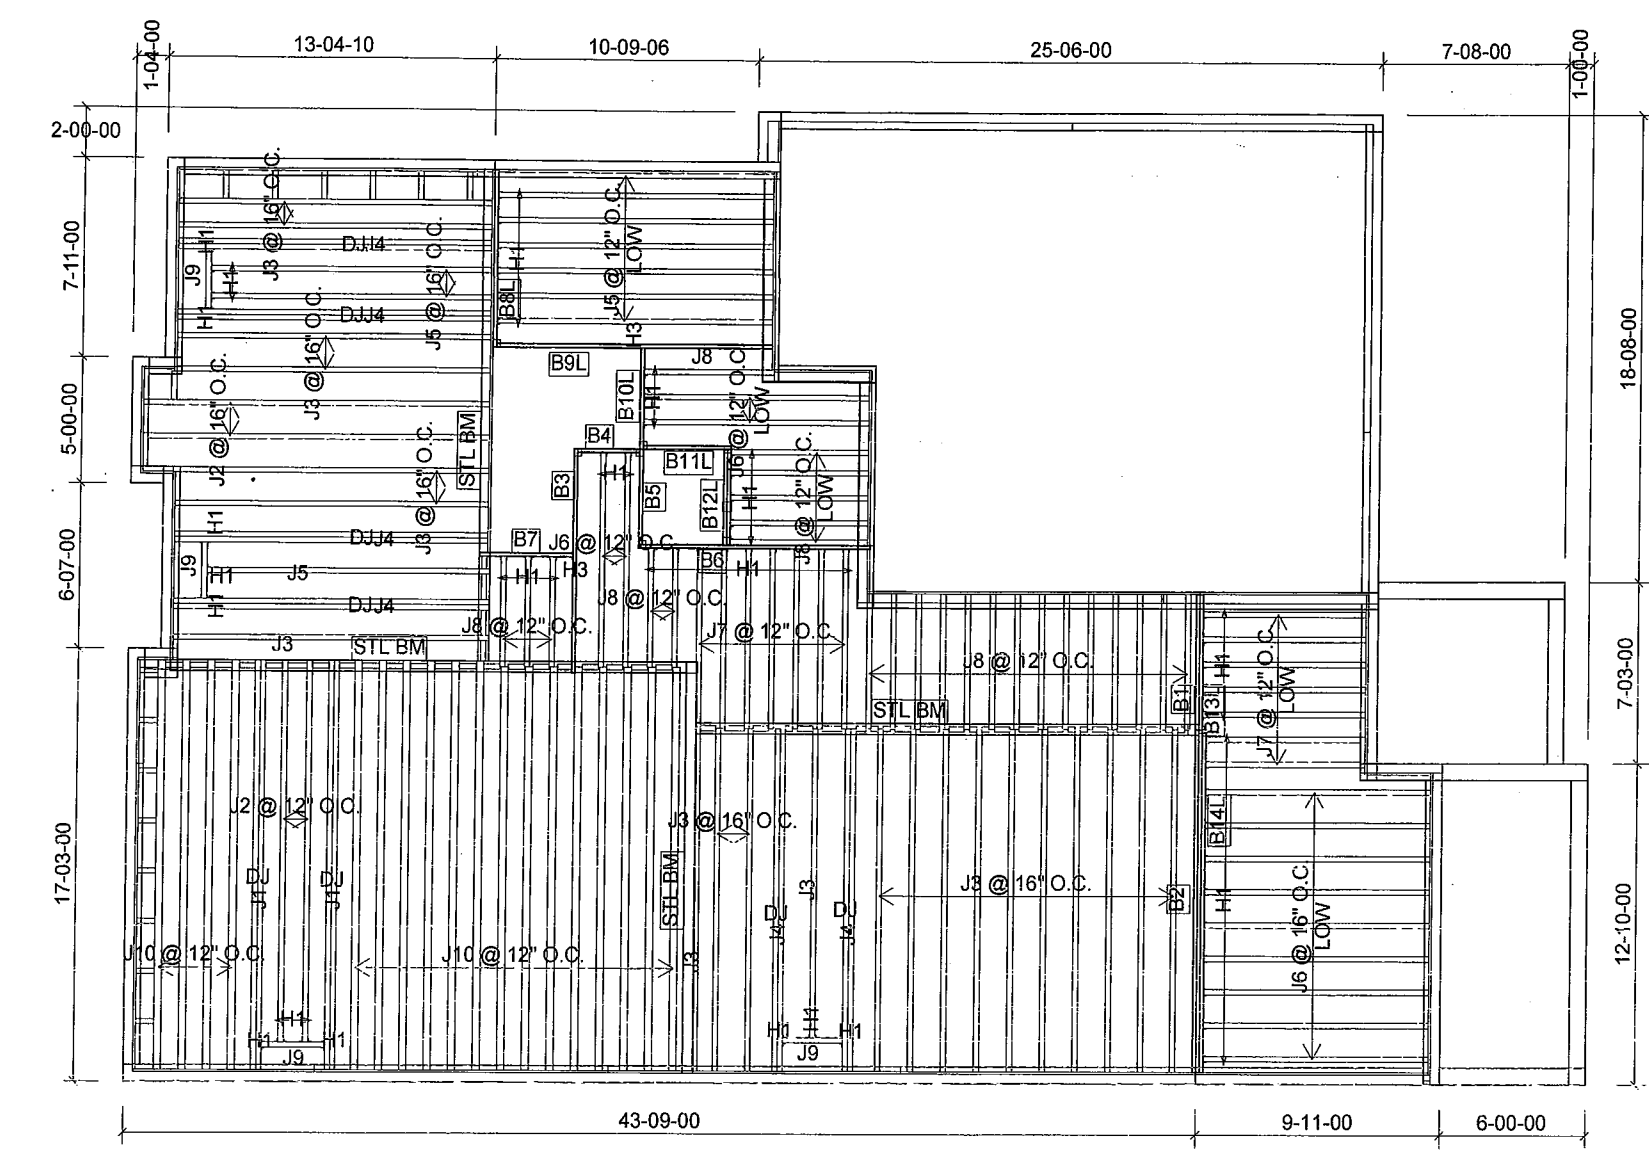 1-04-00
13-04-10
10-09-06
25-06-00
7-08-00
1-00-00
2-00-00
7-11-00
5-00-00
6-07-00
17-03-00
18-08-00
7-03-00
12-10-00
43-09-00
9-11-00
6-00-00
J3 @ 16" O.C.
DJJ4
H1
J9
H1
H1
DJJ4
J5 @ 16" O.C.
J3 @ 16" O.C.
J2 @ 16" O.C.
STL BM
J3 @ 16" O.C.
H1
DJJ4
J9
H1
J5
H1
DJJ4
J3
STL BM
H1
B8L
J5 @ 12" O.C.
LOW
H3
B9L
J8
B10L
H1
J6 @ 12" O.C.
LOW
B4
H1
B11L
B3
B5
B12L
H1
J8 @ 12" O.C.
LOW
B7
J6 @ 12" O.C.
B6
H1
H1
H3
J8 @ 12" O.C.
J8 @ 12" O.C.
J7 @ 12" O.C.
J8 @ 12" O.C.
STL BM
B1
H1
B13L
J7 @ 12" O.C.
LOW
J2 @ 12" O.C.
J3 @ 16" O.C.
B14L
DJ
J1
DJ
J1
STL BM
J3
DJ
J4
DJ
J4
J3 @ 16" O.C.
B2
H1
J6 @ 16" O.C.
LOW
J10 @ 12" O.C.
J10 @ 12" O.C.
J3
H1
H1
H1
J9
H1
H1
H1
J9